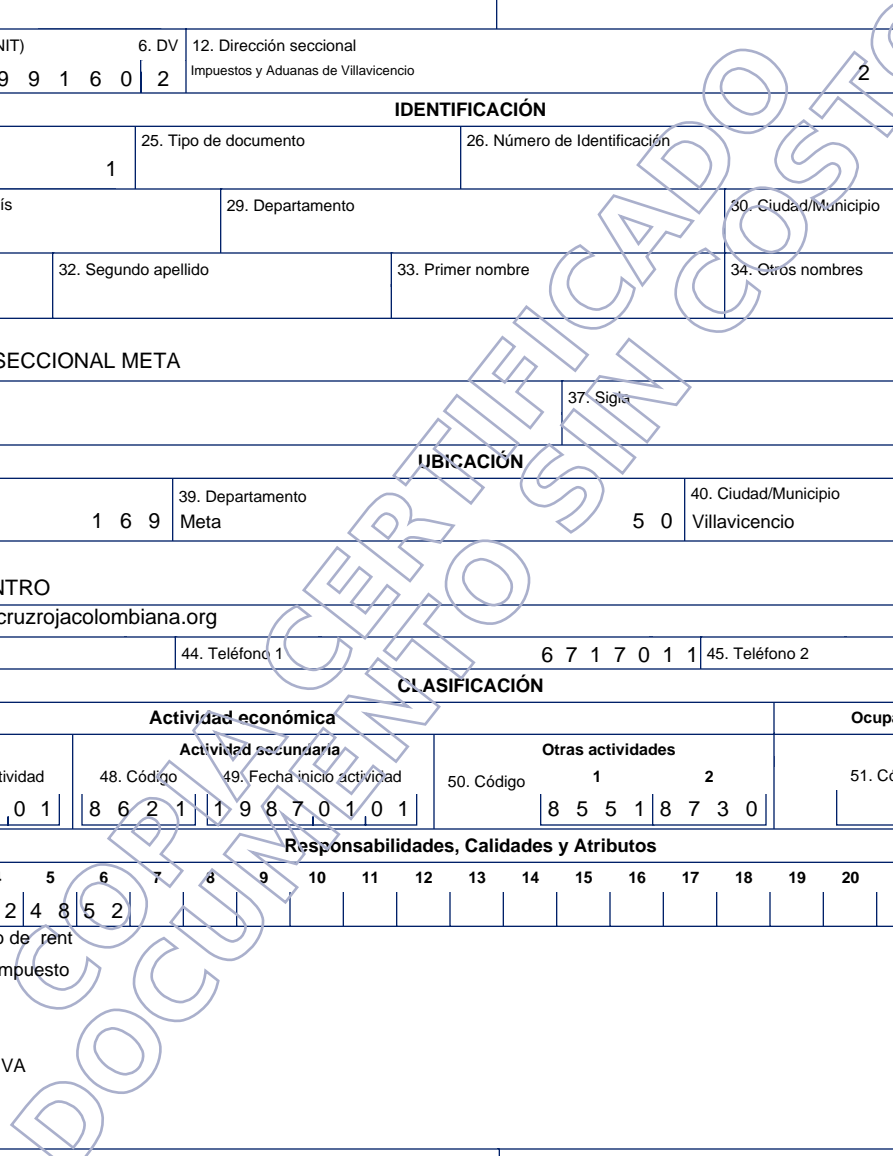 NIT) 6. DV 12. Dirección seccional
9 9 1 6 0 2 Impuestos y Aduanas de Villavicencio 2
IDENTIFICACIÓN
25. Tipo de documento 26. Número de Identificación
1
ís 29. Departamento 30. Ciudad/Municipio
32. Segundo apellido 33. Primer nombre 34. Otros nombres
SECCIONAL META
37. Sigla
UBICACIÓN
39. Departamento 40. Ciudad/Municipio
1 6 9 Meta 5 0 Villavicencio
NTRO
cruzrojacolombiana.org
44. Teléfono 1 6 7 1 7 0 1 1 45. Teléfono 2
CLASIFICACIÓN
Actividad económica Ocupa
Actividad secundaria Otras actividades
tividad 48. Código 49. Fecha inicio actividad 50. Código 1 2 51. Có
0 1 8 6 2 1 1 9 8 7 0 1 0 1 8 5 5 1 8 7 3 0
Responsabilidades, Calidades y Atributos
5 6 7 8 9 10 11 12 13 14 15 16 17 18 19 20
2 4 8 5 2
o de rent
mpuesto
VA
COPIA CERTIFICADO
DOCUMENTO SIN COSTO